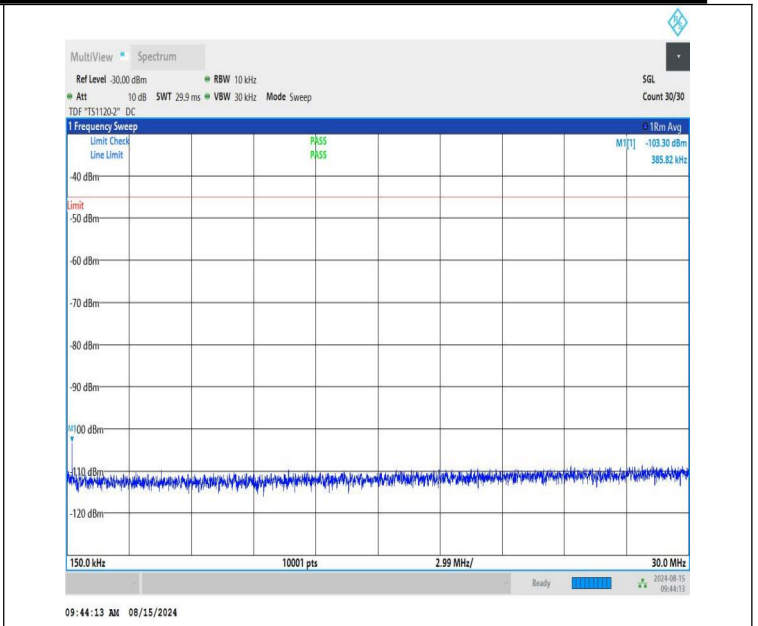 R S
MultiView Spectrum
Ref Level -30.00 dBm RBW 10 kHz SGL
Att 10 dB SWT 29.9 ms VBW 30 kHz Mode Sweep Count 30/30
TDF "TS1120-2" DC
1 Frequency Sweep 1Rm Avg
Limit Check PASS M1[1] -103.30 dBm
Line Limit PASS 385.82 kHz
-40 dBm
Limit
-50 dBm
-60 dBm
-70 dBm
-80 dBm
-90 dBm
M1
-100 dBm
-110 dBm
-120 dBm
150.0 kHz 10001 pts 2.99 MHz/ 30.0 MHz
Ready 2024-08-15
09:44:13
09:44:13 AM 08/15/2024